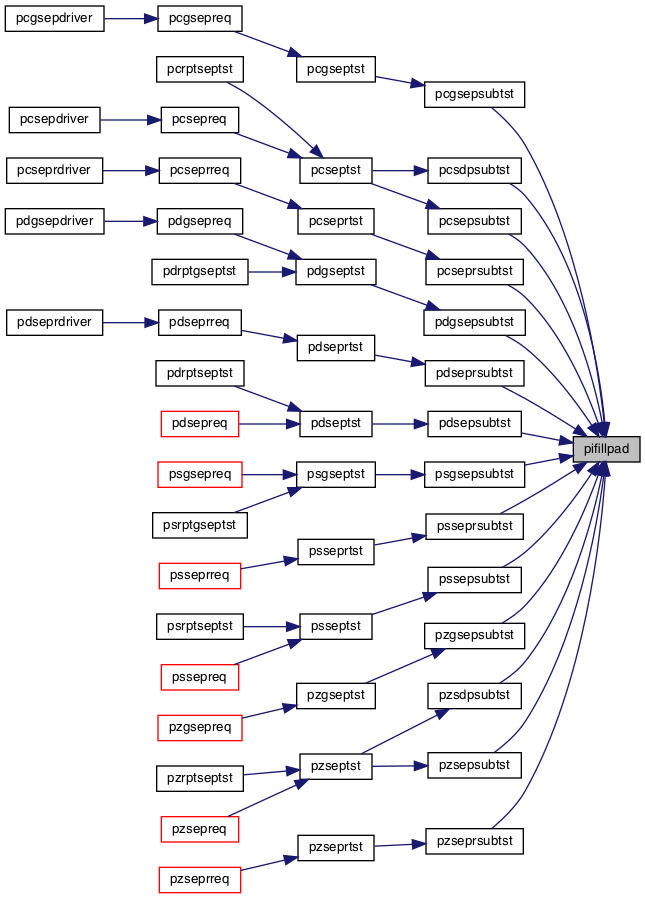 pcgsepdriver
pcgsepreq
pcgseptst
pcgsepsubtst
pcrptseptst
pcsepdriver
pcsepreq
pcseptst
pcsdpsubtst
pcseprdriver
pcseprreq
pcseprtst
pcsepsubtst
pdgsepdriver
pdgsepreq
pdgseptst
pcseprsubtst
pdrptgseptst
pdgsepsubtst
pdseprdriver
pdseprreq
pdseprtst
pdseprsubtst
pdrptseptst
pdsepreq
pdseptst
pdsepsubtst
pifillpad
psgsepreq
psgseptst
psgsepsubtst
psrptgseptst
psseprtst
psseprsubtst
psseprreq
pssepsubtst
psrptseptst
psseptst
pzgsepsubtst
pssepreq
pzgseptst
pzsdpsubtst
pzgsepreq
pzrptseptst
pzseptst
pzsepsubtst
pzsepreq
pzseprtst
pzseprsubtst
pzseprreq